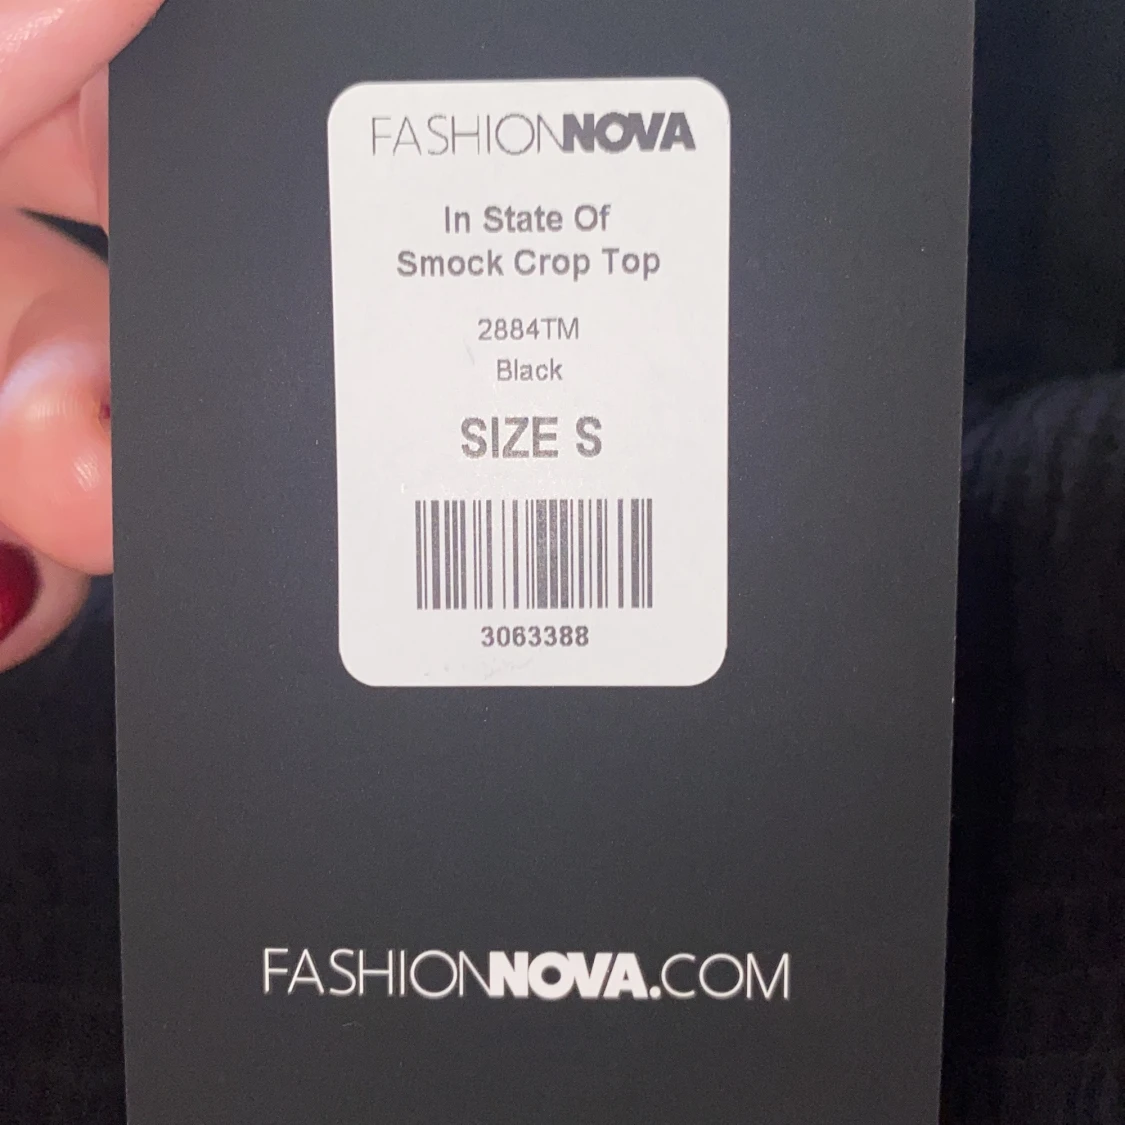 FASHIONNOVA
In State Of
Smock Crop Top
2884TM
Black
SIZE S
3063388
FASHIONNOVA.COM